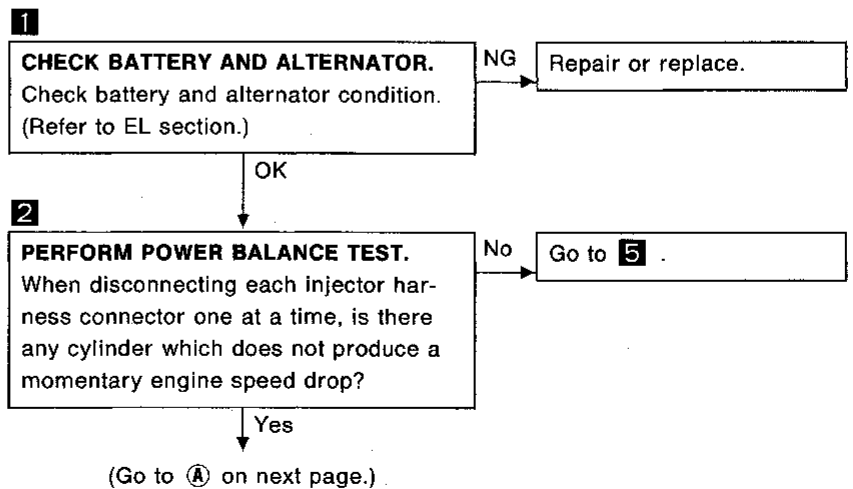 1
CHECK BATTERY AND ALTERNATOR.
Check battery and alternator condition.
(Refer to EL section.)
NG
Repair or replace.
OK
2
PERFORM POWER BALANCE TEST.
When disconnecting each injector har-
ness connector one at a time, is there
any cylinder which does not produce a
momentary engine speed drop?
No
Go to 5 .
Yes
(Go to Ⓐ on next page.)